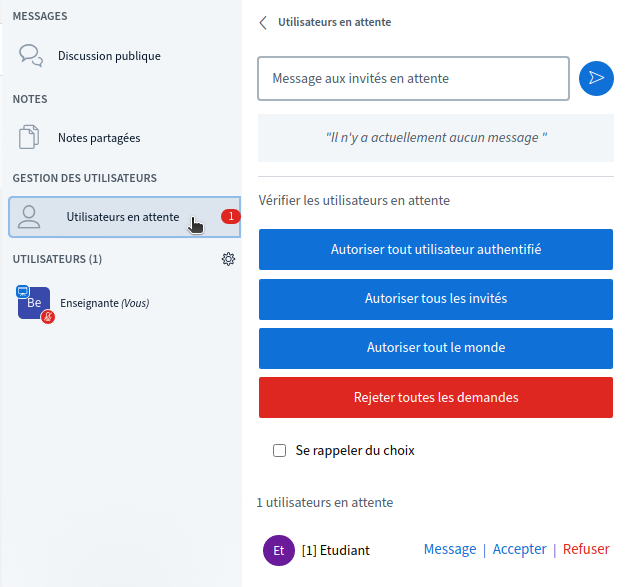 MESSAGES
Discussion publique
NOTES
Notes partagées
GESTION DES UTILISATEURS
Utilisateurs en attente
1
UTILISATEURS (1)
Be
Enseignante (Vous)
Utilisateurs en attente
Message aux invités en attente
"Il n'y a actuellement aucun message "
Vérifier les utilisateurs en attente
Autoriser tout utilisateur authentifié
Autoriser tous les invités
Autoriser tout le monde
Rejeter toutes les demandes
Se rappeler du choix
1 utilisateurs en attente
Et
[1] Etudiant
Message | Accepter | Refuser